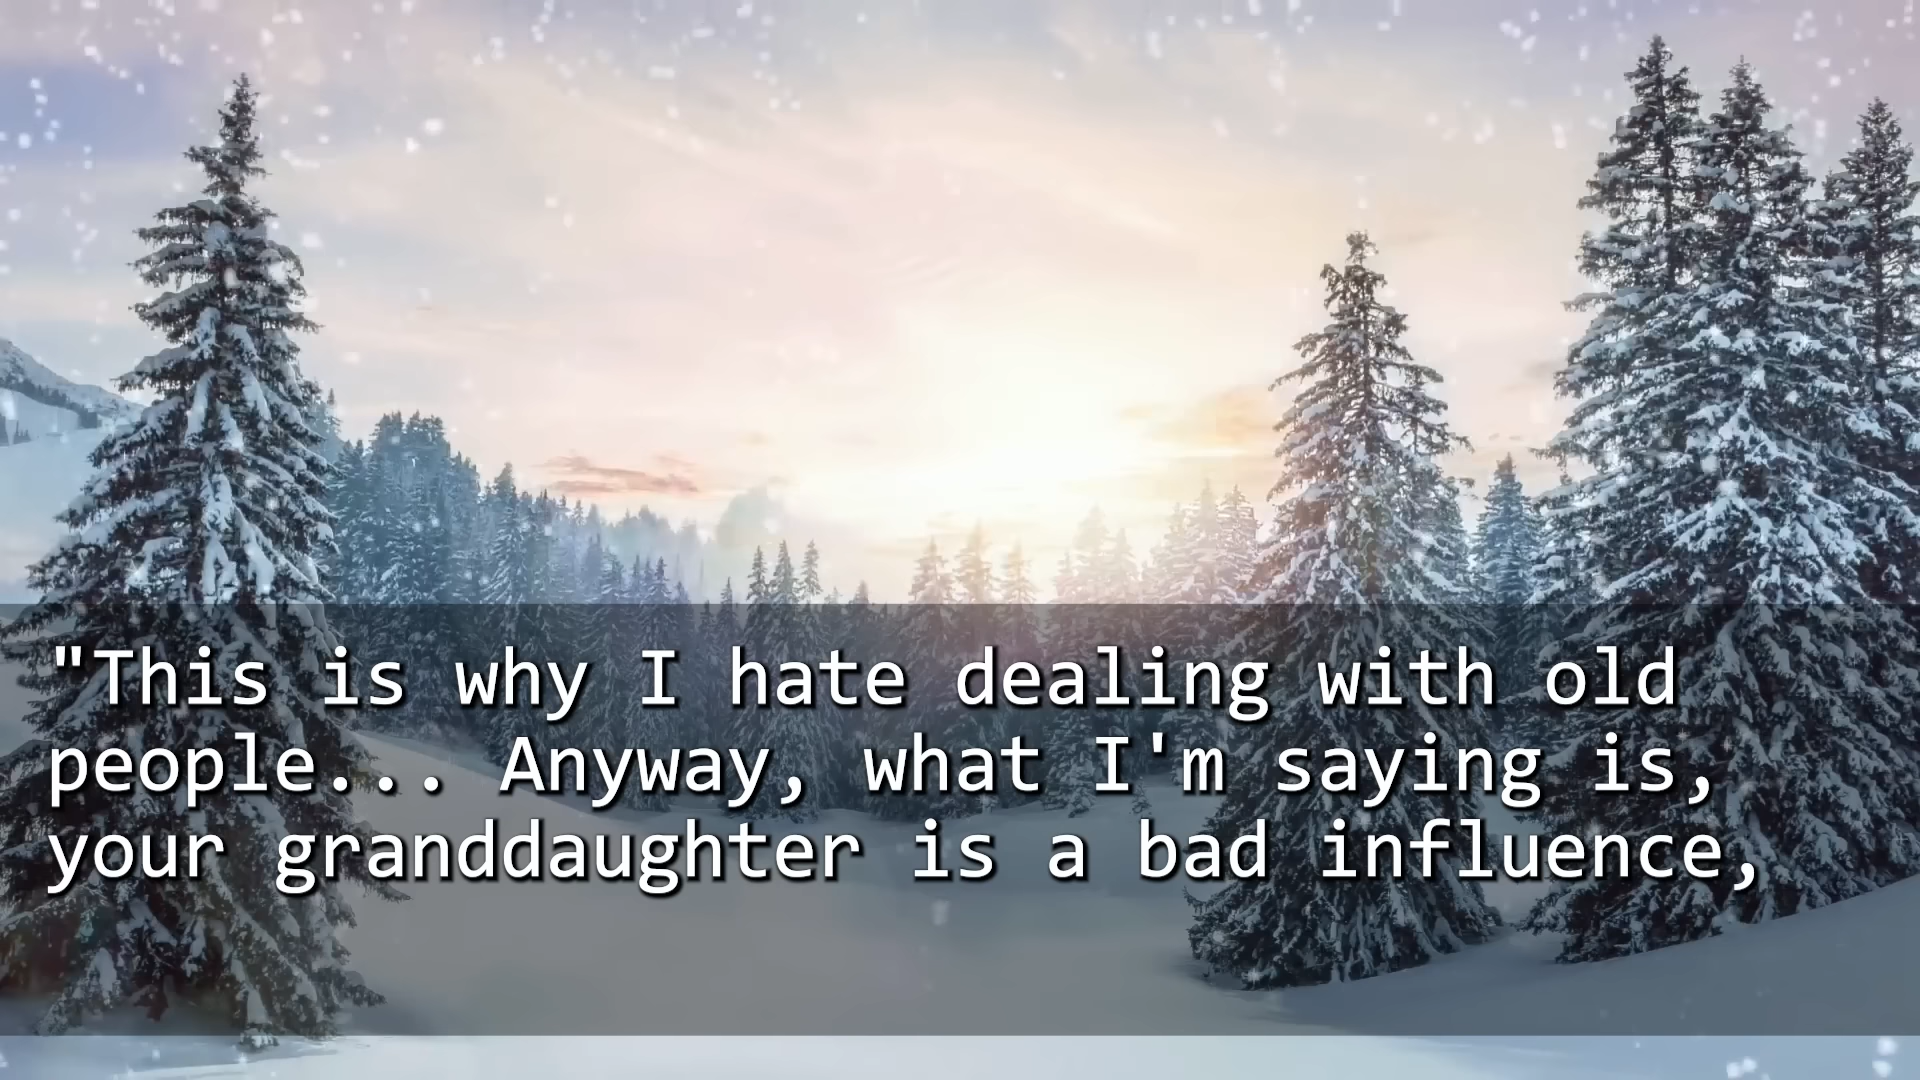 "This is why I hate dealing with old
people... Anyway, what I'm saying is,
your granddaughter is a bad influence,